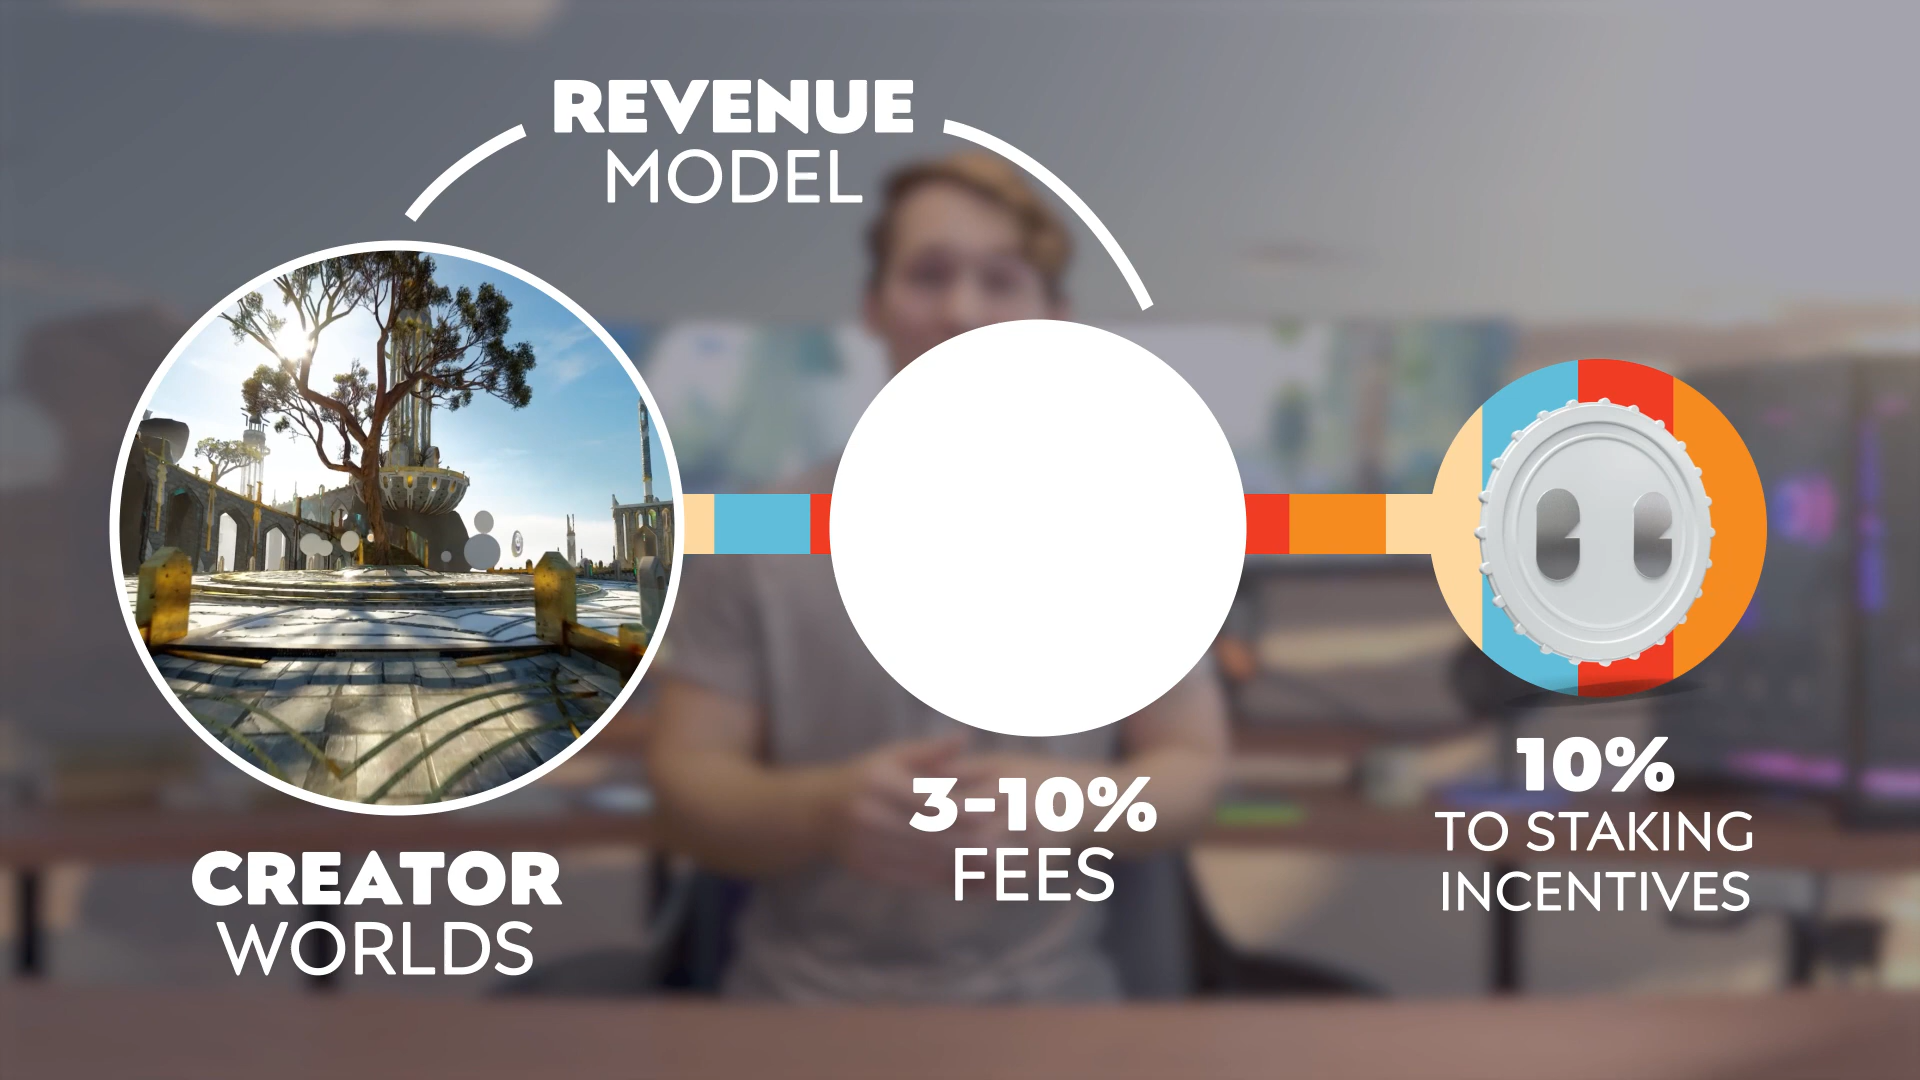 REVENUE
MODEL
CREATOR
WORLDS
3-10%
FEES
10%
TO STAKING
INCENTIVES